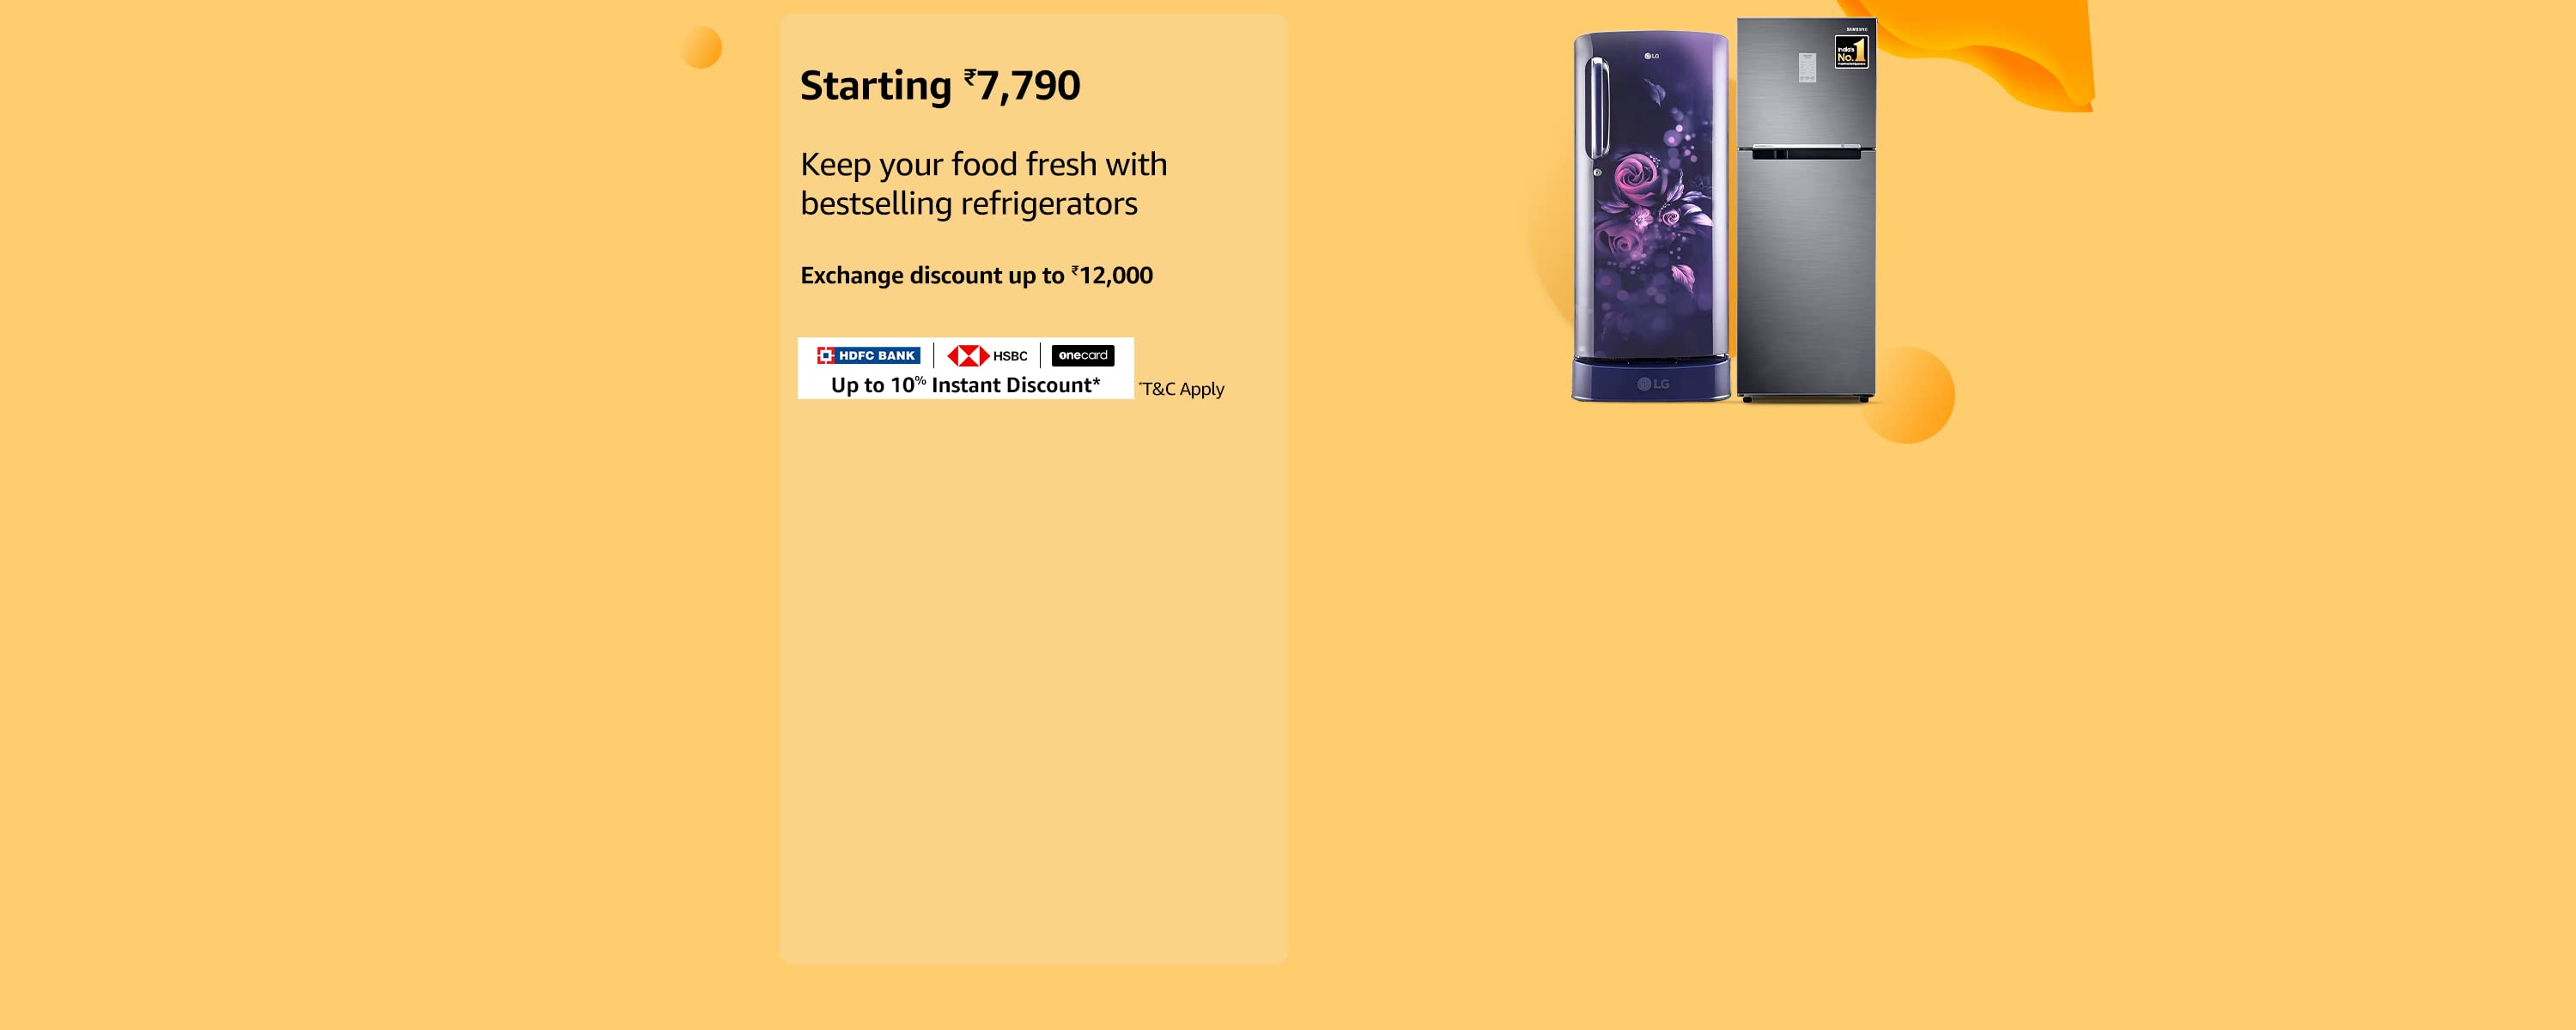 Starting ₹7,790
Keep your food fresh with
bestselling refrigerators
Exchange discount up to ₹12,000
HDFC BANK
HSBC
onecard
Up to 10% Instant Discount*
*T&C Apply
LG
LG
SAMSUNG
India's
No.1